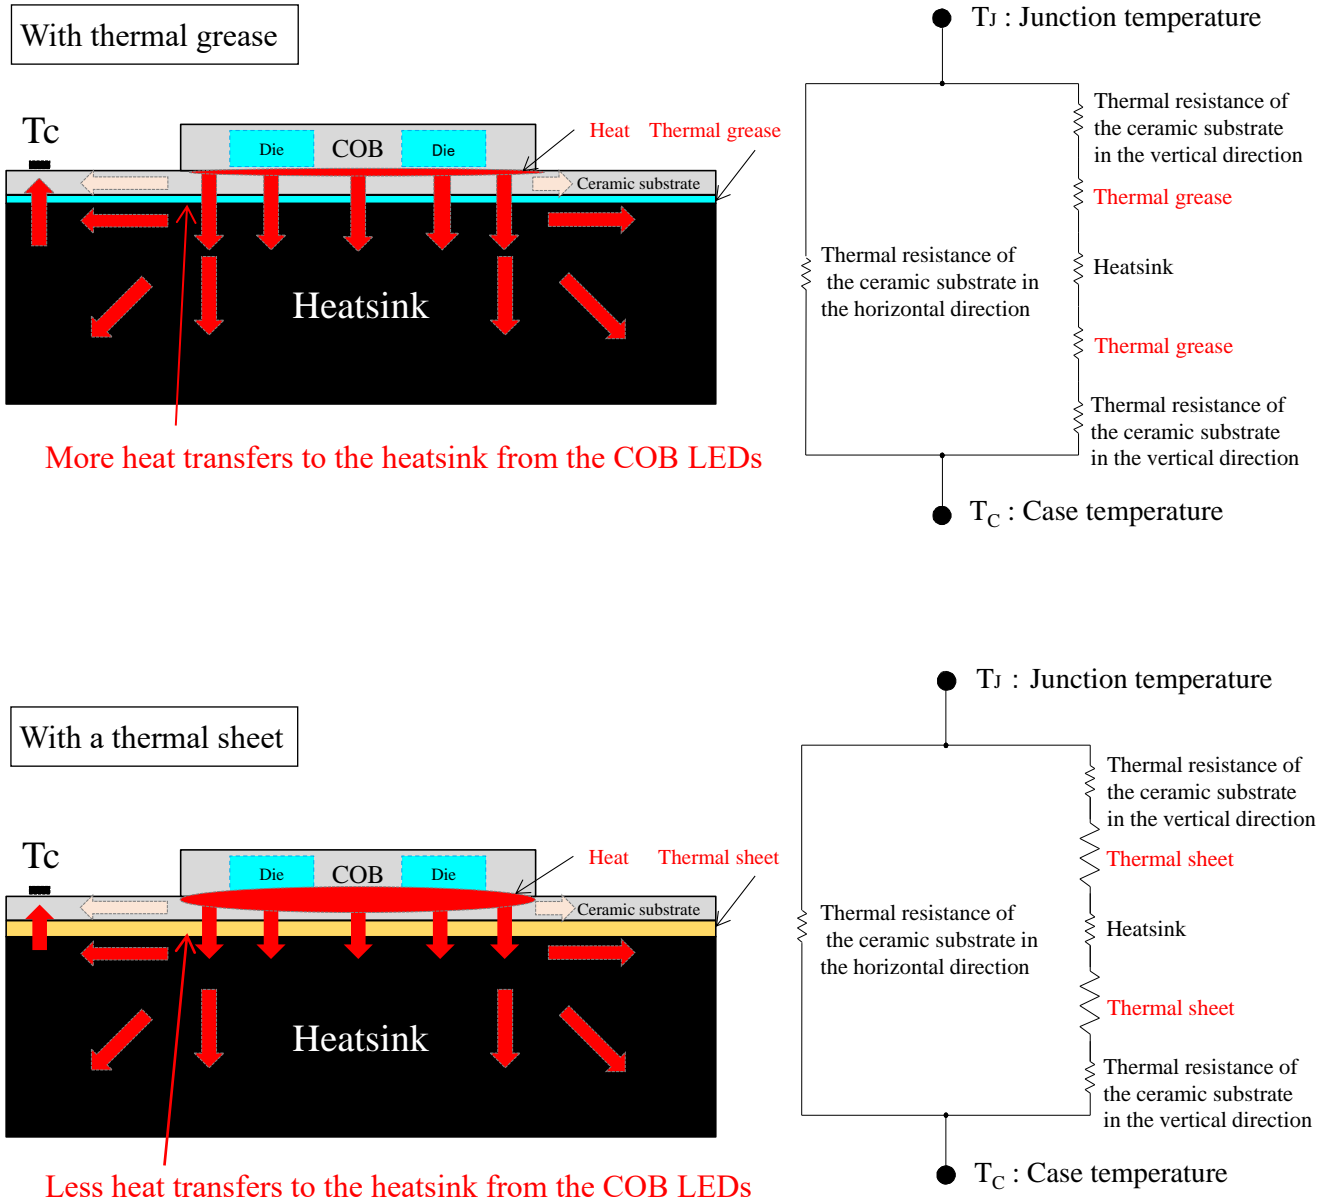 With thermal grease
TJ : Junction temperature
Tc
Die
COB
Die
Heat
Thermal grease
Ceramic substrate
Heatsink
More heat transfers to the heatsink from the COB LEDs
Thermal resistance of
the ceramic substrate in
the horizontal direction
Thermal resistance of
the ceramic substrate
in the vertical direction
Thermal grease
Heatsink
Thermal grease
Thermal resistance of
the ceramic substrate
in the vertical direction
TC : Case temperature
With a thermal sheet
TJ : Junction temperature
Tc
Die
COB
Die
Heat
Thermal sheet
Ceramic substrate
Heatsink
Less heat transfers to the heatsink from the COB LEDs
Thermal resistance of
the ceramic substrate in
the horizontal direction
Thermal resistance of
the ceramic substrate
in the vertical direction
Thermal sheet
Heatsink
Thermal sheet
Thermal resistance of
the ceramic substrate
in the vertical direction
TC : Case temperature